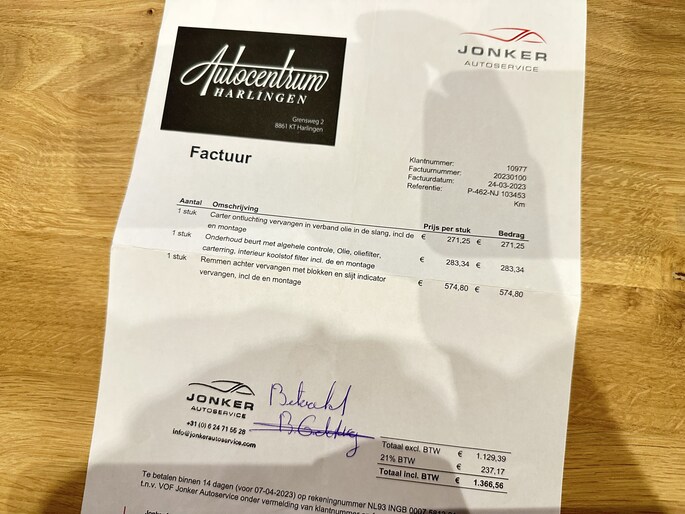 Autocentrum
HARLINGEN
Grensweg 2
8861 KT Harlingen
JONKER
AUTOSERVICE
Factuur
Klantnummer: 10977
Factuurnummer: 20230100
Factuurdatum: 24-03-2023
Referentie: P-462-NJ 103453
Km
Aantal Omschrijving Prijs per stuk Bedrag
1 stuk Carter ontluchting vervangen in verband olie in de slang, incl de
en montage € 271,25 € 271,25
1 stuk Onderhoud beurt met algehele controle, Olie, oliefilter,
carterring, interieur koolstof filter incl. de en montage € 283,34 € 283,34
1 stuk Remmen achter vervangen met blokken en slijt indicator € 574,80 € 574,80
vervangen, incl de en montage
JONKER
AUTOSERVICE
+31 (0) 6 24 71 55 28
info@jonkerautoservice.com
Betaald
Totaal excl. BTW € 1.129,39
21% BTW € 237,17
Totaal incl. BTW € 1.366,56
Te betalen binnen 14 dagen (voor 07-04-2023) op rekeningnummer NL93 INGB 0007
t.n.v. VOF Jonker Autoservice onder vermelding van klantnummer